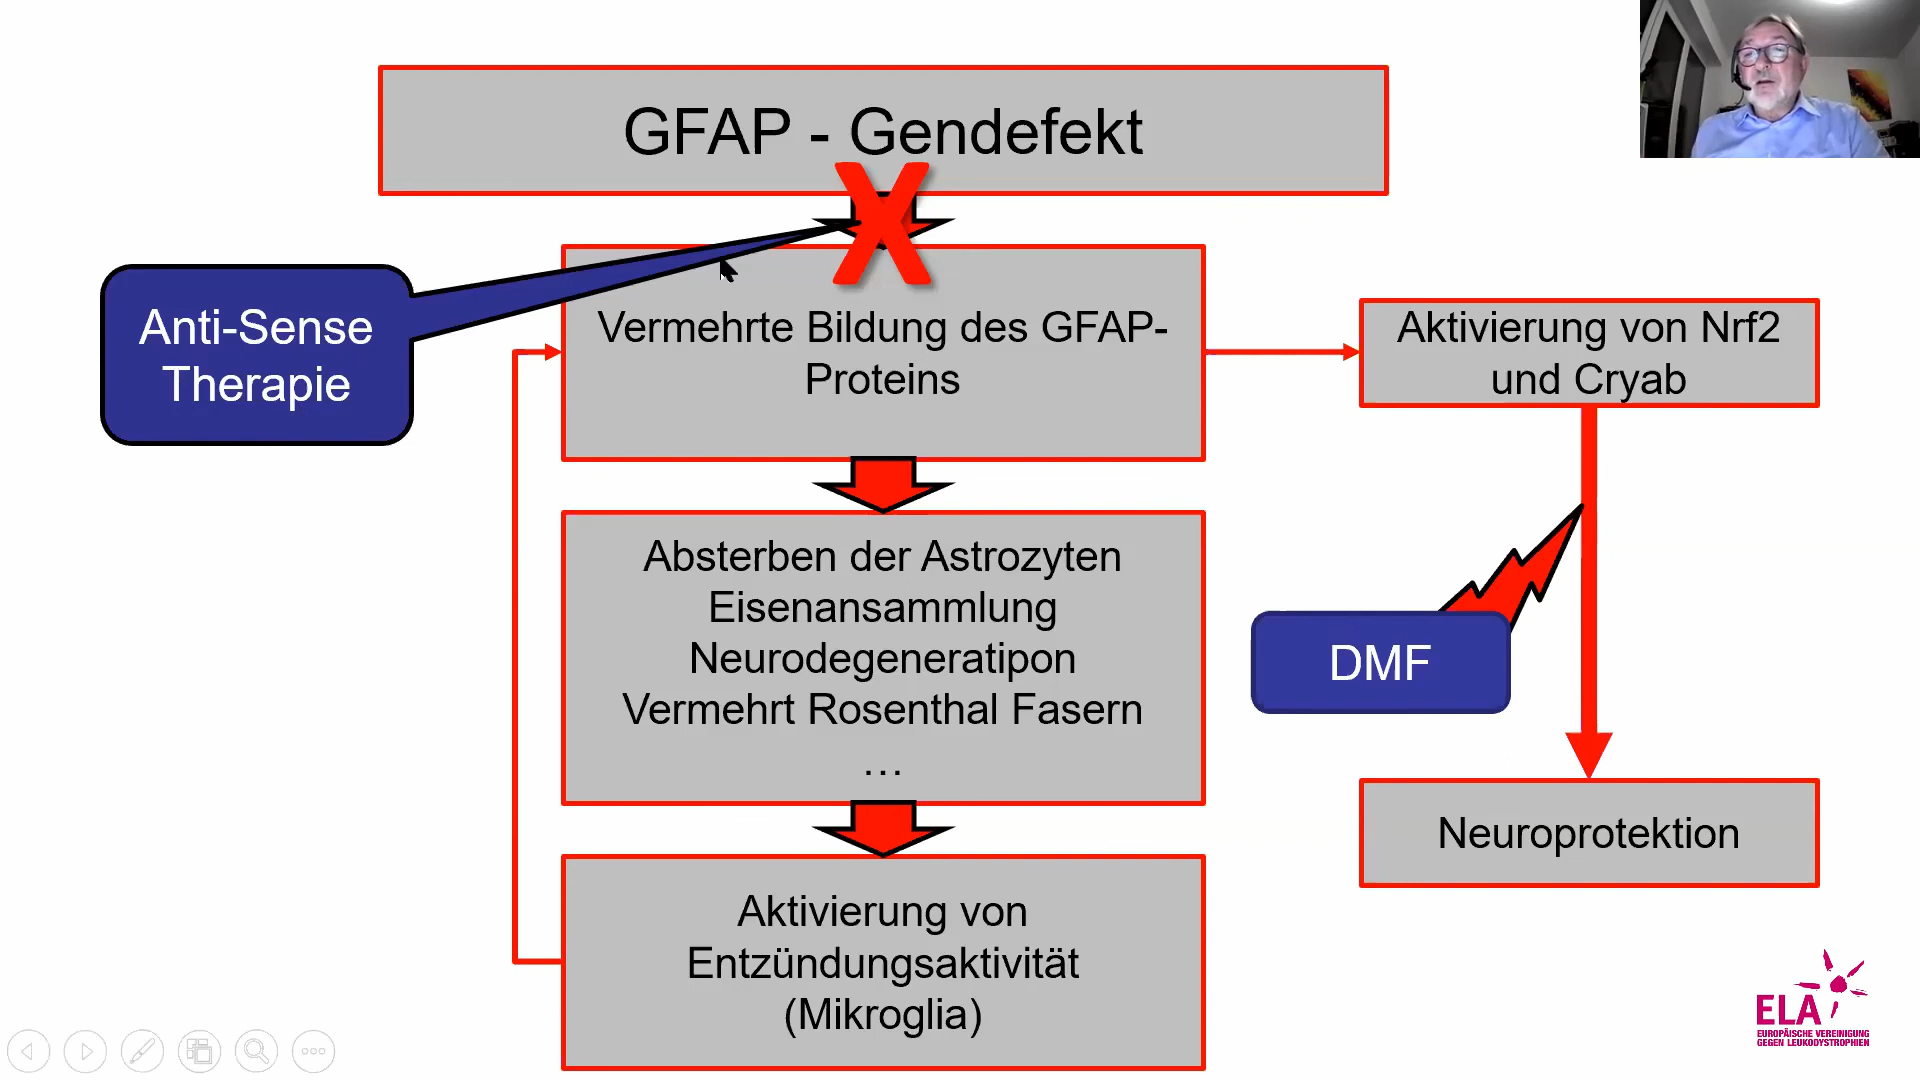 GFAP - Gendefekt
Anti-Sense
Therapie
Vermehrte Bildung des GFAP-
Proteins
Aktivierung von Nrf2
und Cryab
Absterben der Astrozyten
Eisenansammlung
Neurodegeneratipon
Vermehrt Rosenthal Fasern
...
DMF
Neuroprotektion
Aktivierung von
Entzündungsaktivität
(Mikroglia)
ELA
EUROPÄISCHE VEREINIGUNG
GEGEN LEUKODYSTROPHIEN